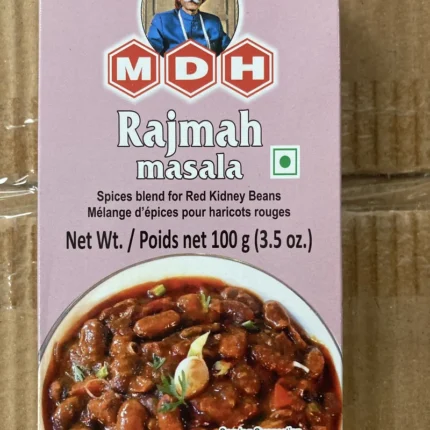 MDH
Rajmah
masala
Spices blend for Red Kidney Beans
Mélange d'épices pour haricots rouges
Net Wt. / Poids net 100 g (3.5 oz.)